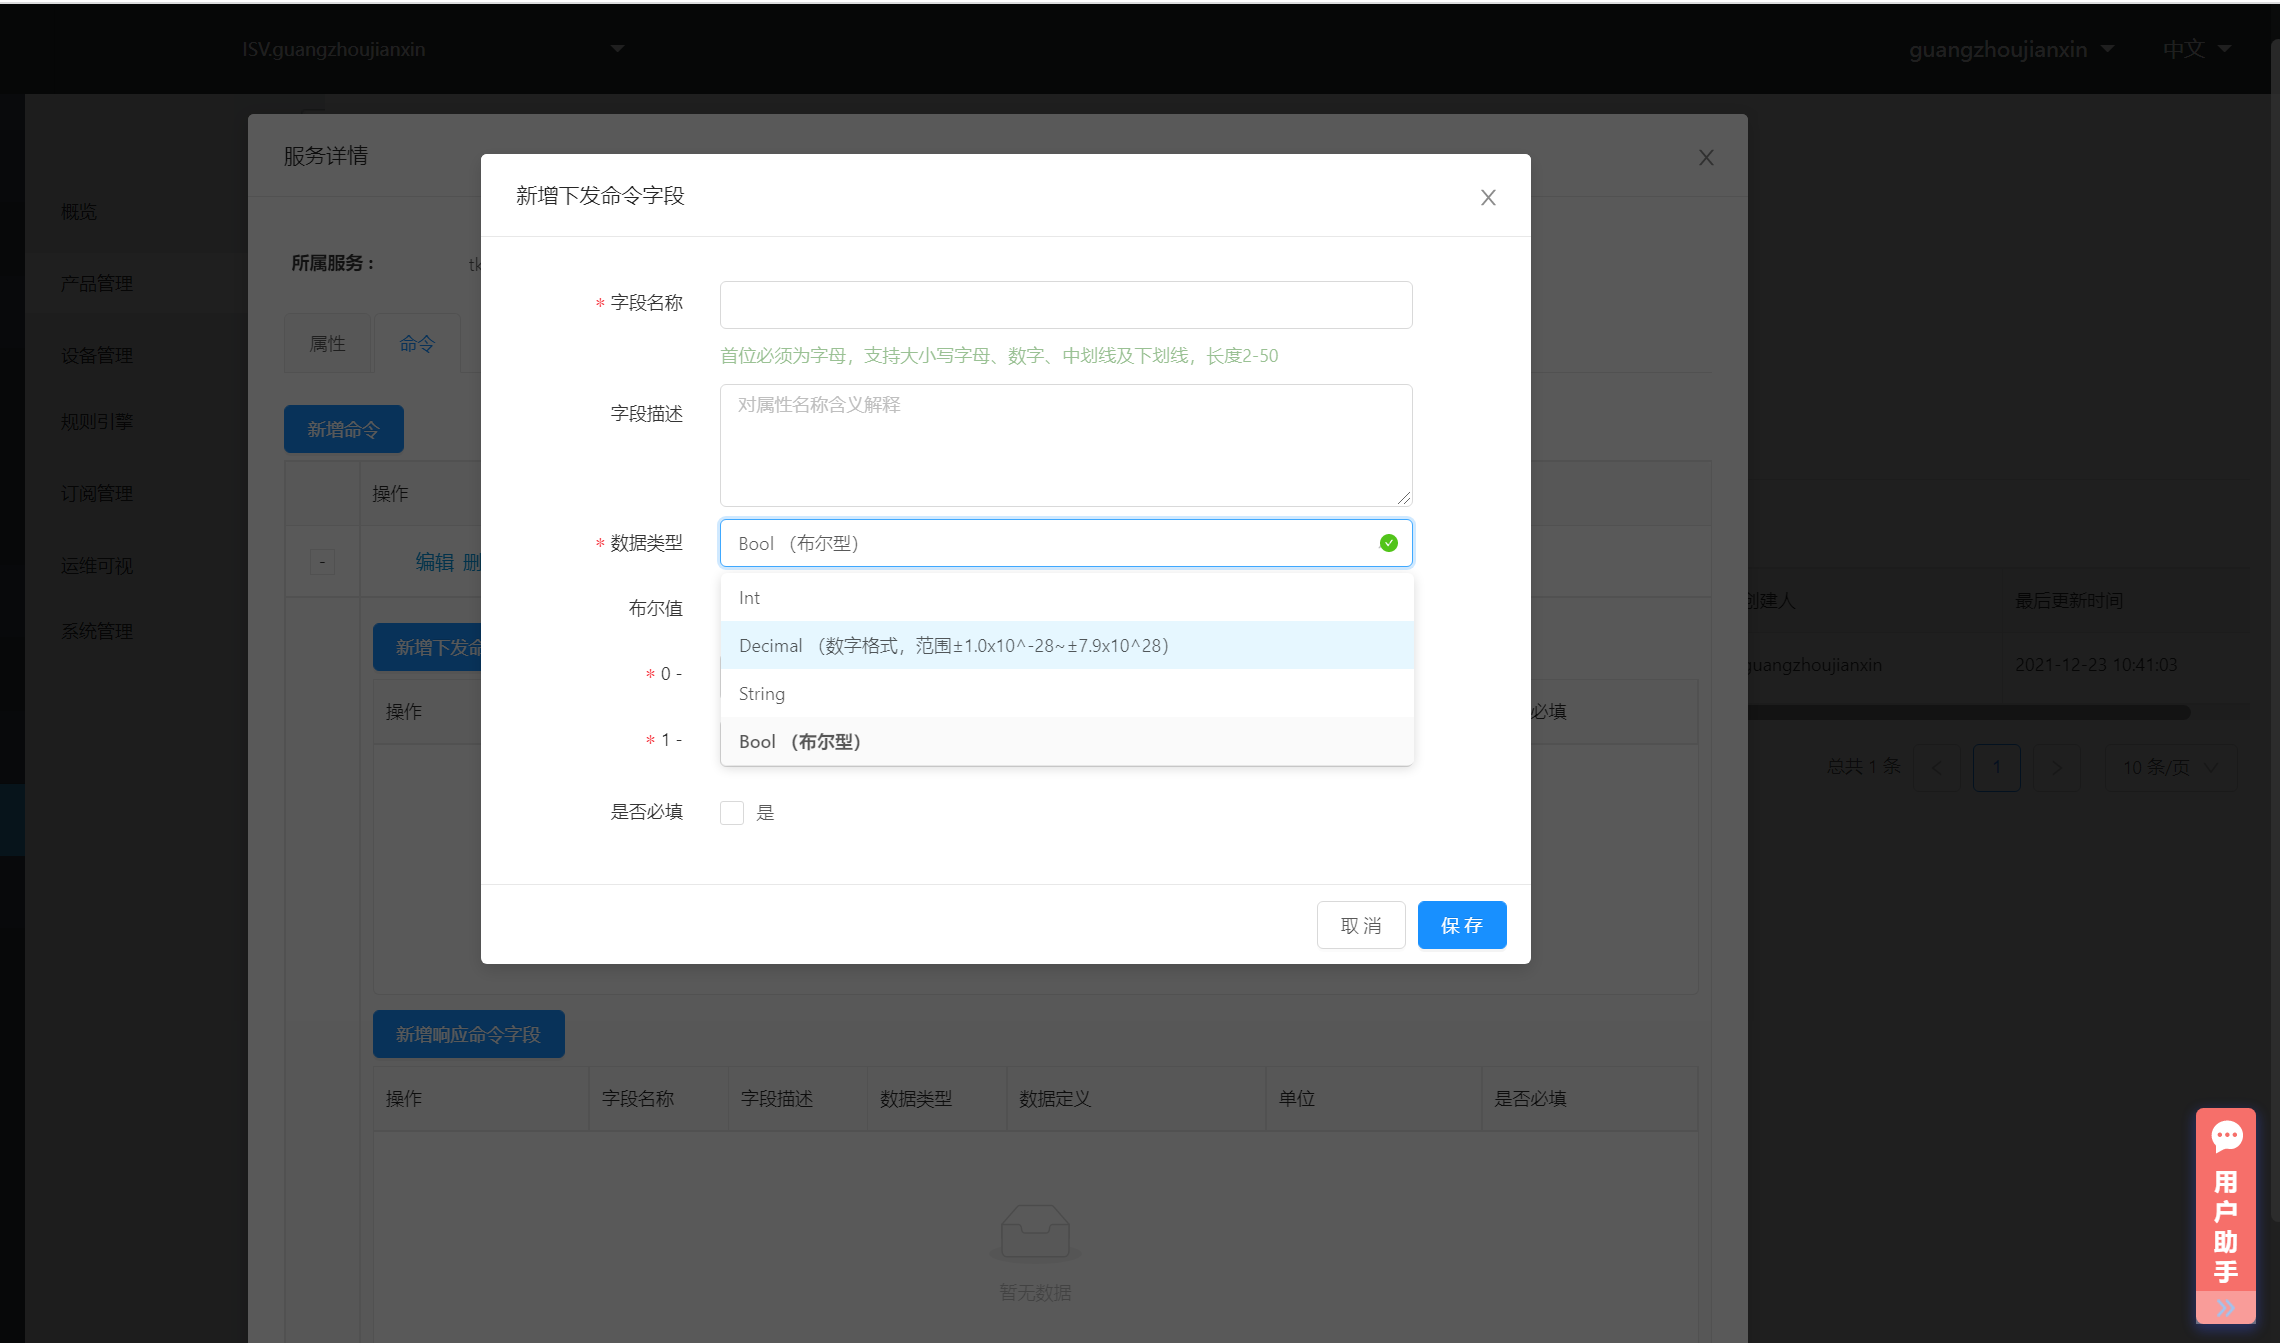 ISV.guangzhoujianxin
guangzhoujianxin
中文
概览
产品管理
设备管理
规则引擎
订阅管理
运维可视
系统管理
服务详情
所属服务：
属性
命令
新增命令
操作
-
编辑
新增下发命令字段
* 字段名称
首位必须为字母，支持大小写字母、数字、中划线及下划线，长度2-50
字段描述
对属性名称含义解释
* 数据类型
Bool （布尔型）
布尔值
Int
Decimal （数字格式，范围±1.0x10^-28~±7.9x10^28）
String
Bool （布尔型）
* 0 -
* 1 -
是否必填
是
取 消
保 存
操作
必填
创建人
最后更新时间
guangzhoujianxin
2021-12-23 10:41:03
总共 1 条
<
1
>
10 条/页
新增响应命令字段
操作
字段名称
字段描述
数据类型
数据定义
单位
是否必填
暂无数据
用户助手